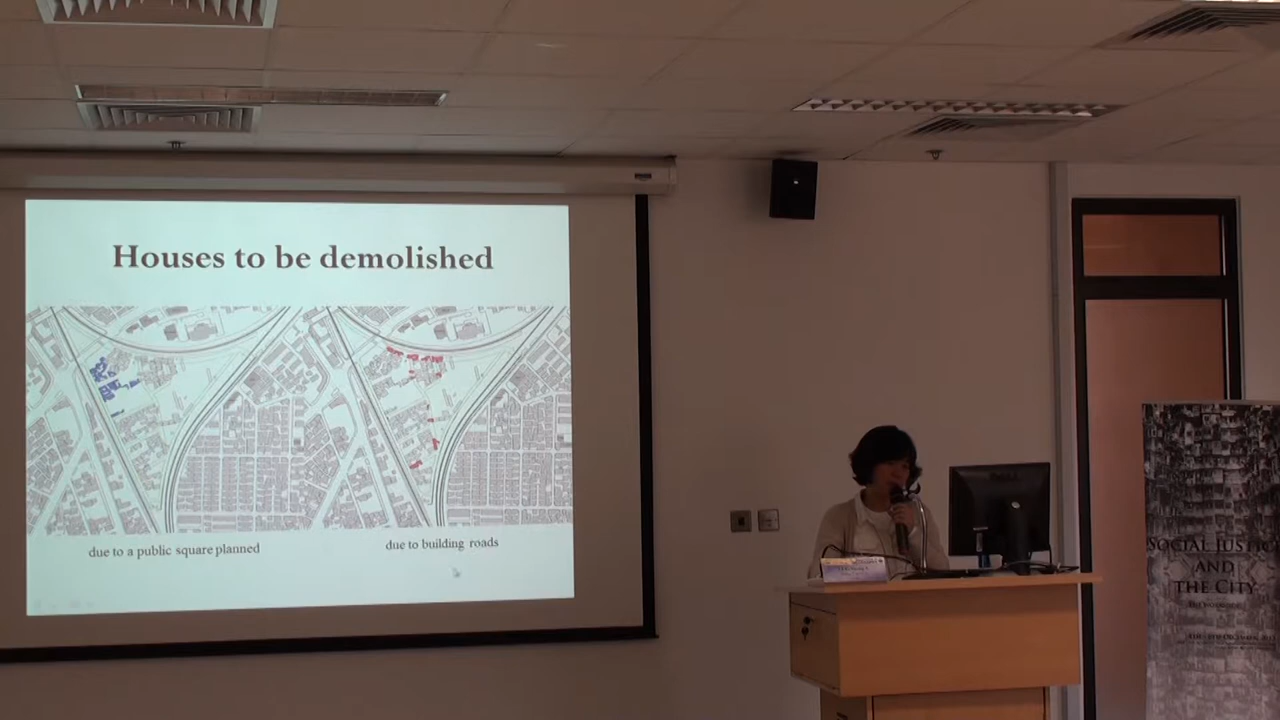 Houses to be demolished
due to a public square planned
due to building roads
SOCIAL JUSTICE
AND
THE CITY